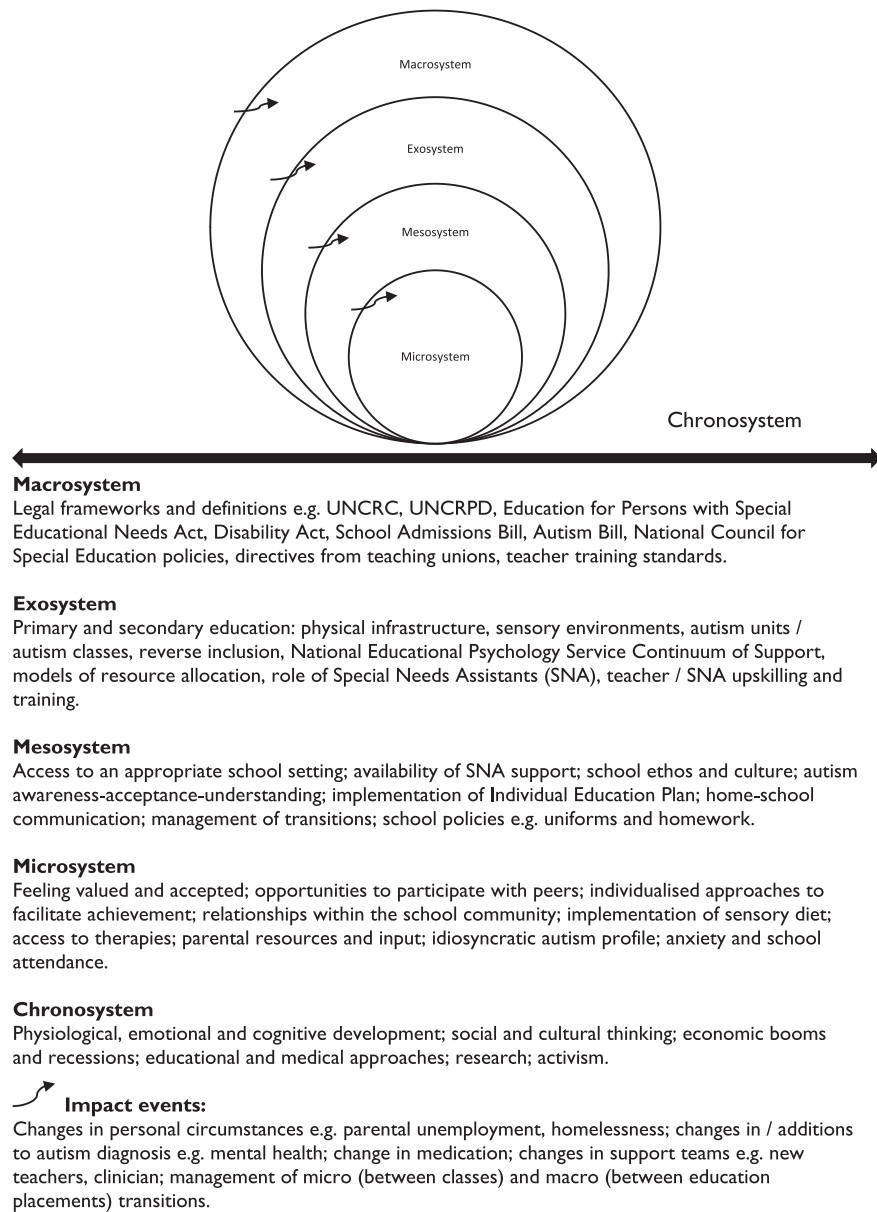 Macrosystem
Exosystem
Mesosystem
Microsystem
Chronosystem
Macrosystem
Legal frameworks and definitions e.g. UNCRC, UNCRPD, Education for Persons with Special
Educational Needs Act, Disability Act, School Admissions Bill, Autism Bill, National Council for
Special Education policies, directives from teaching unions, teacher training standards.
Exosystem
Primary and secondary education: physical infrastructure, sensory environments, autism units /
autism classes, reverse inclusion, National Educational Psychology Service Continuum of Support,
models of resource allocation, role of Special Needs Assistants (SNA), teacher / SNA upskilling and
training.
Mesosystem
Access to an appropriate school setting; availability of SNA support; school ethos and culture; autism
awareness-acceptance-understanding; implementation of Individual Education Plan; home-school
communication; management of transitions; school policies e.g. uniforms and homework.
Microsystem
Feeling valued and accepted; opportunities to participate with peers; individualised approaches to
facilitate achievement; relationships within the school community; implementation of sensory diet;
access to therapies; parental resources and input; idiosyncratic autism profile; anxiety and school
attendance.
Chronosystem
Physiological, emotional and cognitive development; social and cultural thinking; economic booms
and recessions; educational and medical approaches; research; activism.
Impact events:
Changes in personal circumstances e.g. parental unemployment, homelessness; changes in / additions
to autism diagnosis e.g. mental health; change in medication; changes in support teams e.g. new
teachers, clinician; management of micro (between classes) and macro (between education
placements) transitions.